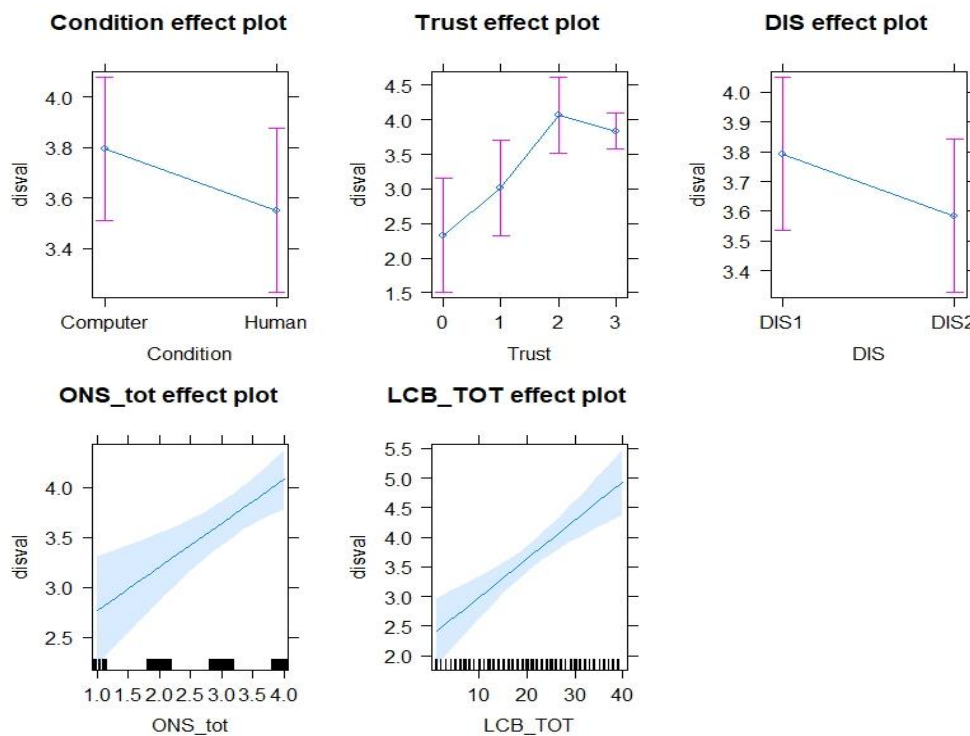 Condition effect plot
disval
4.0
3.8
3.6
3.4
Computer
Human
Condition
Trust effect plot
disval
4.5
4.0
3.5
3.0
2.5
2.0
1.5
0
1
2
3
Trust
DIS effect plot
disval
4.0
3.9
3.8
3.7
3.6
3.5
3.4
DIS1
DIS2
DIS
ONS_tot effect plot
disval
4.0
3.5
3.0
2.5
1.0 1.5 2.0 2.5 3.0 3.5 4.0
ONS_tot
LCB_TOT effect plot
disval
5.5
5.0
4.5
4.0
3.5
3.0
2.5
2.0
10
20
30
40
LCB_TOT